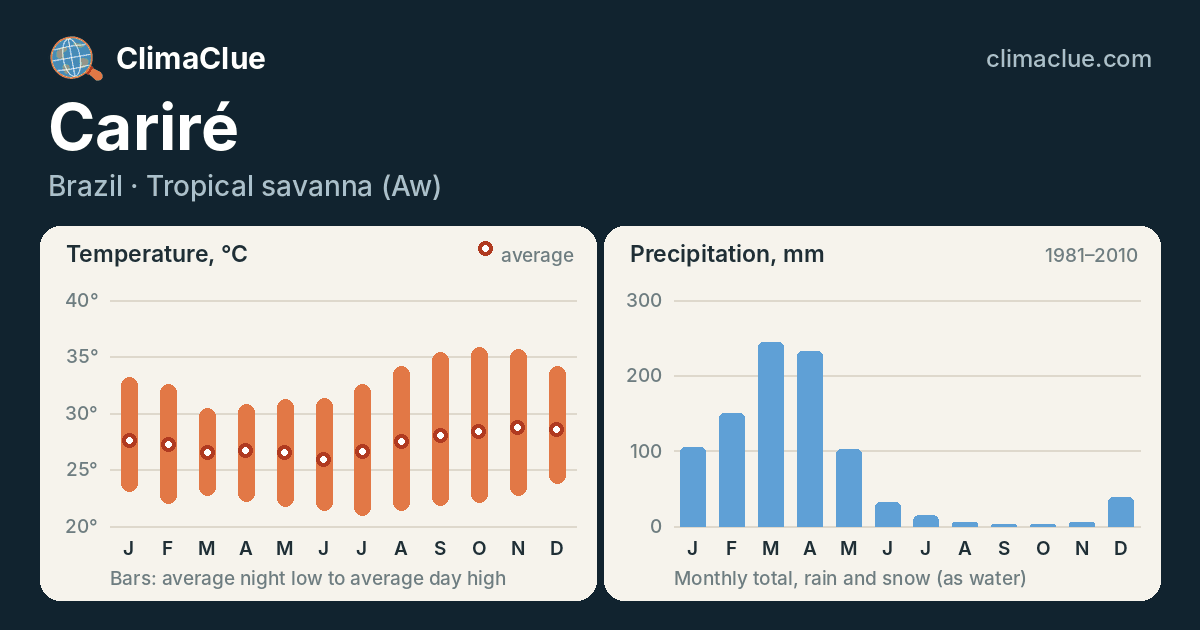 ClimaClue
climaclue.com
Cariré
Brazil · Tropical savanna (Aw)
Temperature, °C
average
40°
35°
30°
25°
20°
J F M A M J J A S O N D
Bars: average night low to average day high
Precipitation, mm
1981–2010
300
200
100
0
J F M A M J J A S O N D
Monthly total, rain and snow (as water)